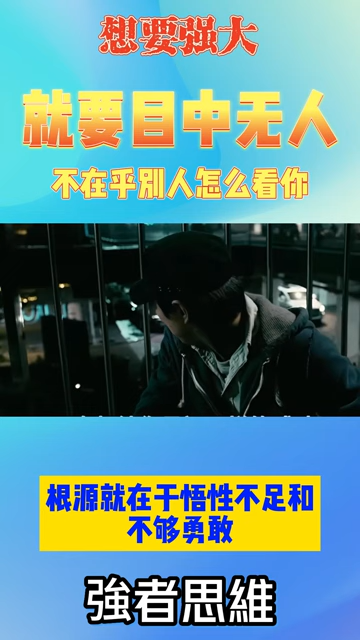 想要强大
就要目中无人
不在乎別人怎么看你
根源就在于悟性不足和
不够勇敢
強者思維